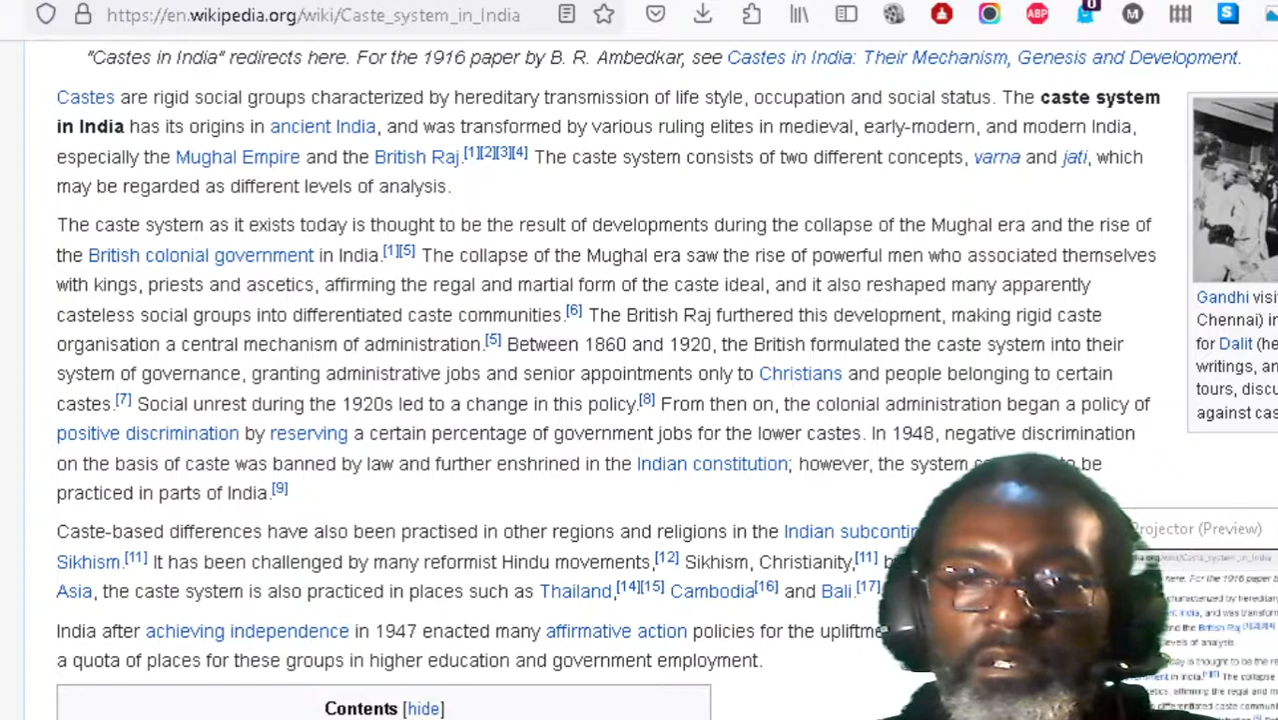 https://en.wikipedia.org/wiki/Caste_system_in_India
ABP
0
M
S
"Castes in India" redirects here. For the 1916 paper by B. R. Ambedkar, see Castes in India: Their Mechanism, Genesis and Development.
Castes are rigid social groups characterized by hereditary transmission of life style, occupation and social status. The caste system
in India has its origins in ancient India, and was transformed by various ruling elites in medieval, early-modern, and modern India,
especially the Mughal Empire and the British Raj.[1][2][3][4] The caste system consists of two different concepts, varna and jati, which
may be regarded as different levels of analysis.
The caste system as it exists today is thought to be the result of developments during the collapse of the Mughal era and the rise of
the British colonial government in India.[1][5] The collapse of the Mughal era saw the rise of powerful men who associated themselves
with kings, priests and ascetics, affirming the regal and martial form of the caste ideal, and it also reshaped many apparently
casteless social groups into differentiated caste communities.[6] The British Raj furthered this development, making rigid caste
organisation a central mechanism of administration.[5] Between 1860 and 1920, the British formulated the caste system into their
system of governance, granting administrative jobs and senior appointments only to Christians and people belonging to certain
castes.[7] Social unrest during the 1920s led to a change in this policy.[8] From then on, the colonial administration began a policy of
positive discrimination by reserving a certain percentage of government jobs for the lower castes. In 1948, negative discrimination
on the basis of caste was banned by law and further enshrined in the Indian constitution; however, the system be
practiced in parts of India.[9]
Caste-based differences have also been practised in other regions and religions in the Indian
Sikhism.[11] It has been challenged by many reformist Hindu movements,[12] Sikhism, Christianity,[11]
Asia, the caste system is also practiced in places such as Thailand,[14][15] Cambodia[16] and Bali.[17]
India after achieving independence in 1947 enacted many affirmative action policies for the
a quota of places for these groups in higher education and government employment.
Contents [hide]
Gandhi
Chennai) in
for Dalit
writings,
tours,
against
Projector (Preview)